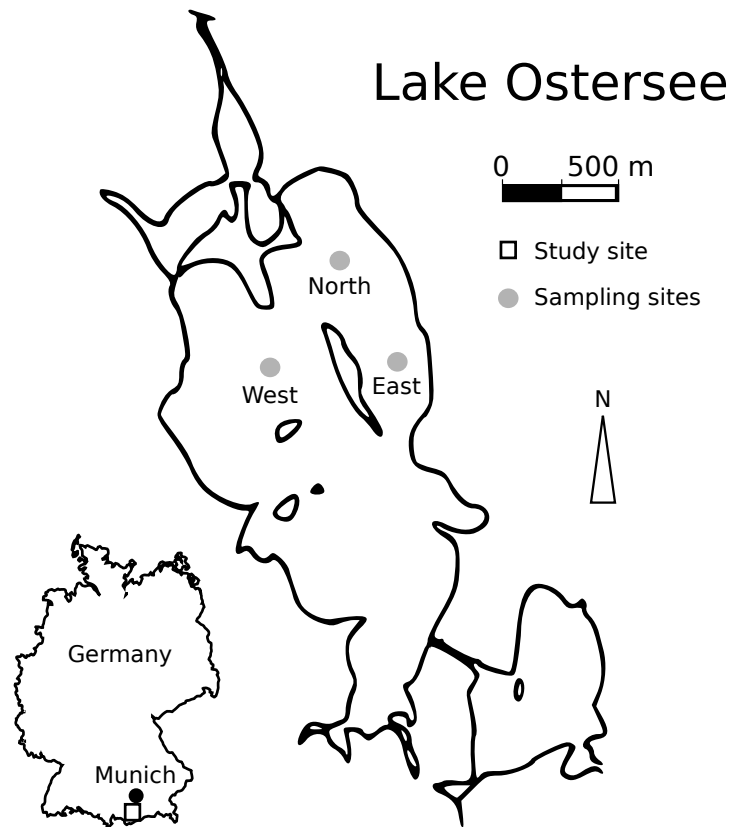 Lake Ostersee
0 500 m
Study site
Sampling sites
North
West
East
N
Germany
Munich